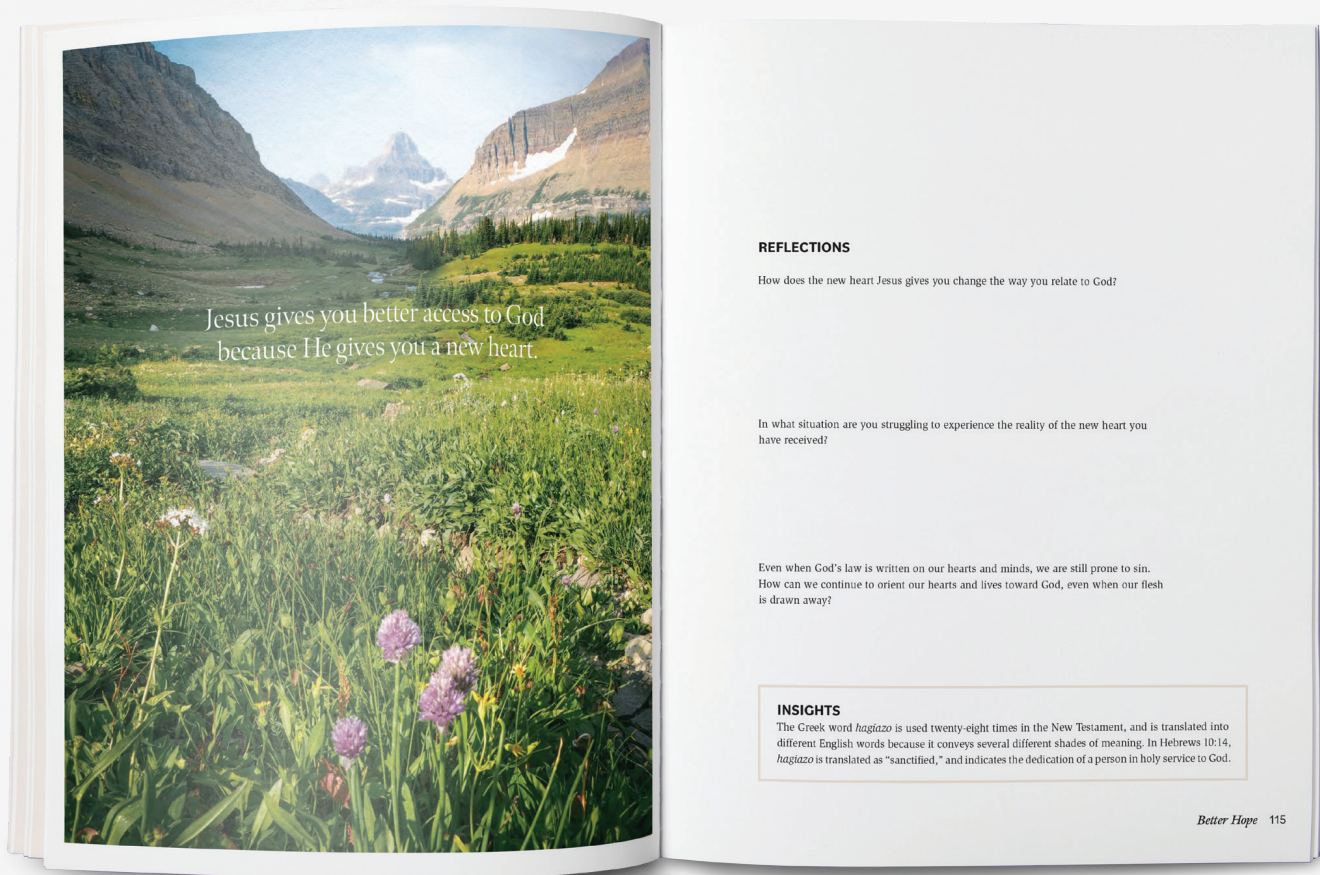 Jesus gives you better access to God
because He gives you a new heart.
REFLECTIONS
How does the new heart Jesus gives you change the way you relate to God?
In what situation are you struggling to experience the reality of the new heart you
have received?
Even when God's law is written on our hearts and minds, we are still prone to sin.
How can we continue to orient our hearts and lives toward God, even when our flesh
is drawn away?
INSIGHTS
The Greek word hagiazo is used twenty-eight times in the New Testament, and is translated into
different English words because it conveys several different shades of meaning. In Hebrews 10:14,
hagiazo is translated as “sanctified,” and indicates the dedication of a person in holy service to God.
Better Hope 115